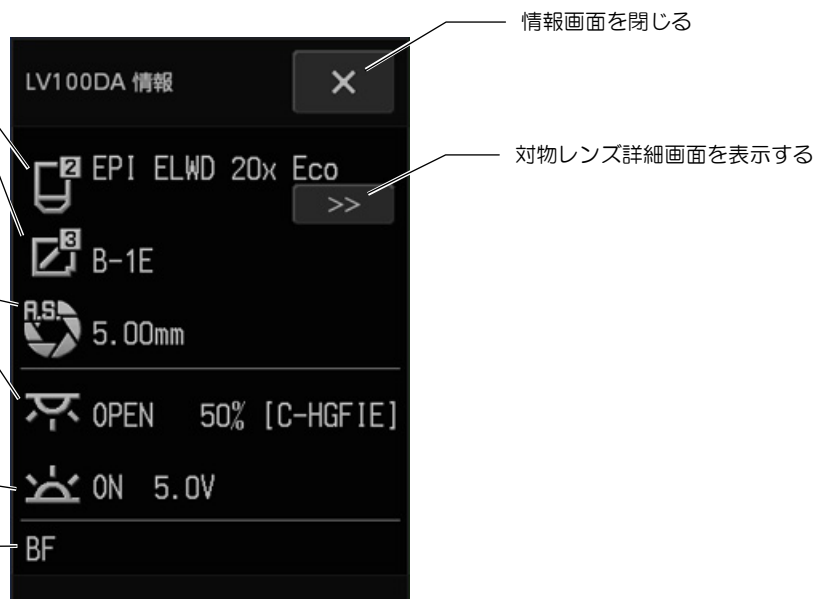 情報画面を閉じる
LV100DA 情報
×
対物レンズ詳細画面を表示する
2 EPI ELWD 20x Eco
>>
3 B-1E
A.S. 5.00mm
OPEN 50% [C-HGFIE]
ON 5.0V
BF